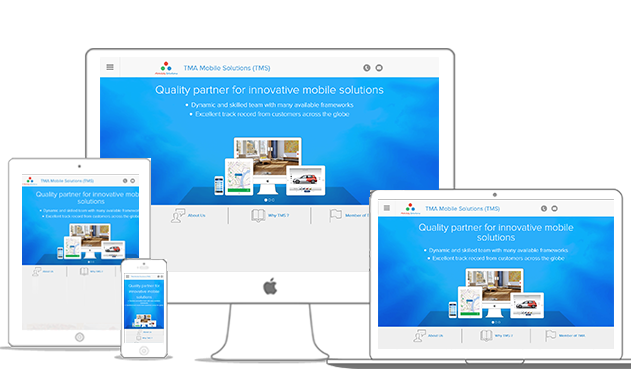 TMA Mobile Solutions (TMS)
Quality partner for innovative mobile solutions
Dynamic and skilled team with many available frameworks
Excellent track record from customers across the globe
About Us
Why TMS ?
Member of T
TMA Mobile Solutions (TMS)
Quality partner for innovative mob
solutions
Dynamic and skilled team with many available frameworks
Excellent track record from customers across the globe
About Us
Why TMS ?
Quality partner for
innovative mobile
solutions
About Us
Why TMS ?
TMA Mobile Solutions (TMS)
Quality partner for innovative mobile
solutions
Dynamic and skilled team with many available frameworks
Excellent track record from customers across the globe
About Us
Why TMS ?
Member of TMA